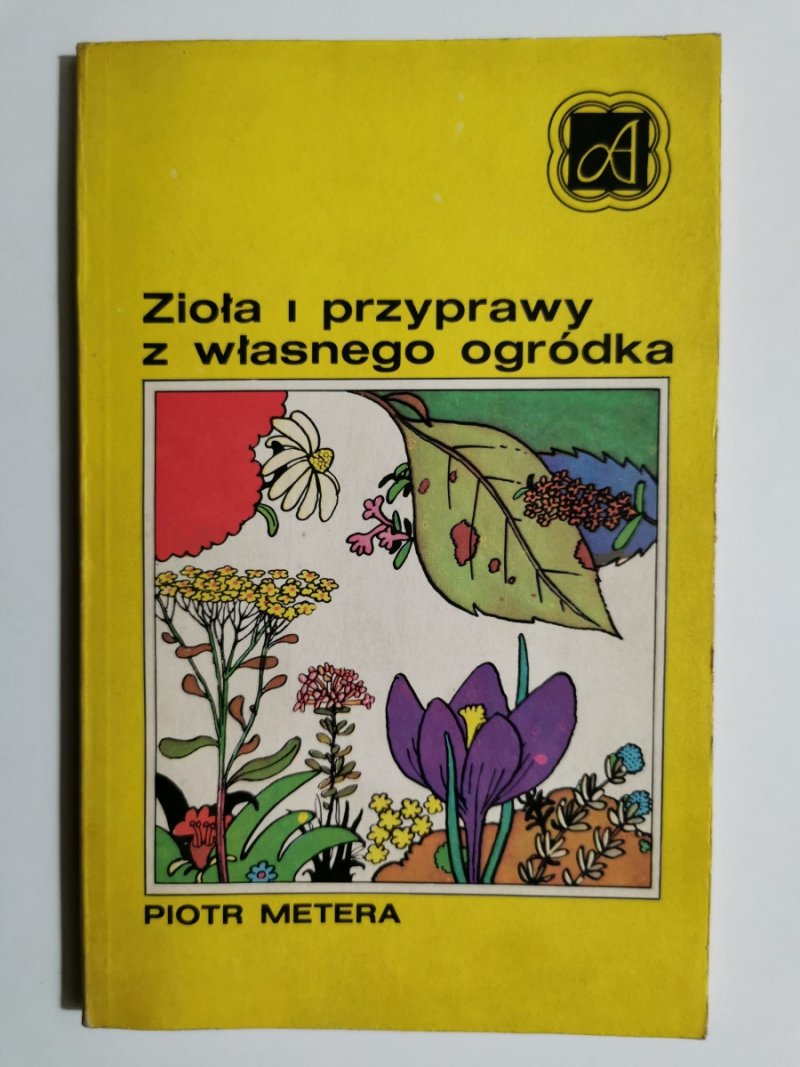 A
Zioła i przyprawy
z własnego ogródka
PIOTR METERA